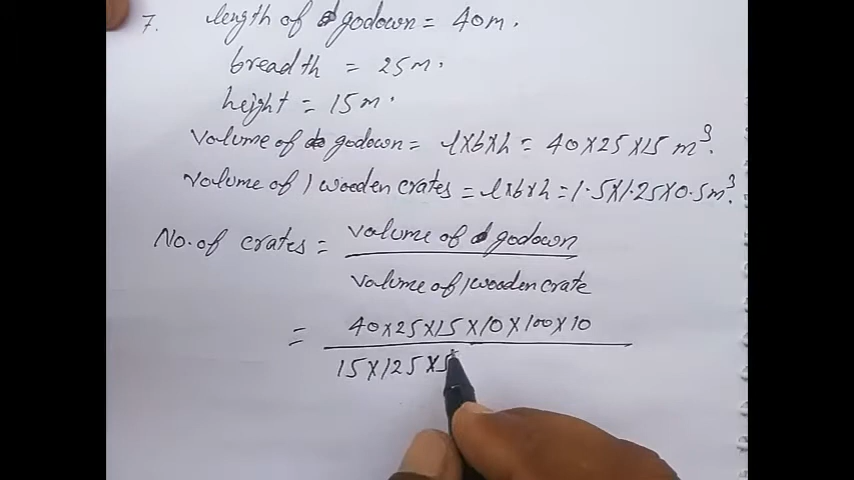 7. length of godown = 40m.
breadth = 25m.
height = 15m.
Volume of godown = l×b×h = 40×25×15 m³.
Volume of 1 wooden crates = l×b×h = 1.5×1.25×0.5m³.
No. of crates = volume of godown
volume of 1 wooden crate
= 40×25×15×10×100×10
15×125×5